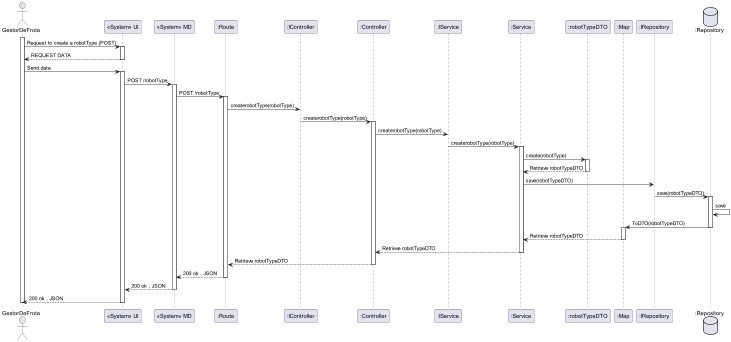 GestorDeFrota
«System» UI
«System» MD
:Route
:IController
:Controller
:IService
:Service
:robotTypeDTO
:Map
:IRepository
:Repository
Request to create a robotType (POST)
REQUEST DATA
Send data
POST /robotType
POST /robotType
createrobotType(robotType)
createrobotType(robotType)
createrobotType(robotType)
createrobotType(robotType)
create(robotType)
Retrieve robotTypeDTO
save(robotTypeDTO)
save(robotTypeDTO)
save
ToDTO(robotTypeDTO)
Retrieve robotTypeDTO
Retrieve robotTypeDTO
Retrieve robotTypeDTO
200 ok , JSON
200 ok , JSON
200 ok , JSON
GestorDeFrota
«System» UI
«System» MD
:Route
:IController
:Controller
:IService
:Service
:robotTypeDTO
:Map
:IRepository
:Repository